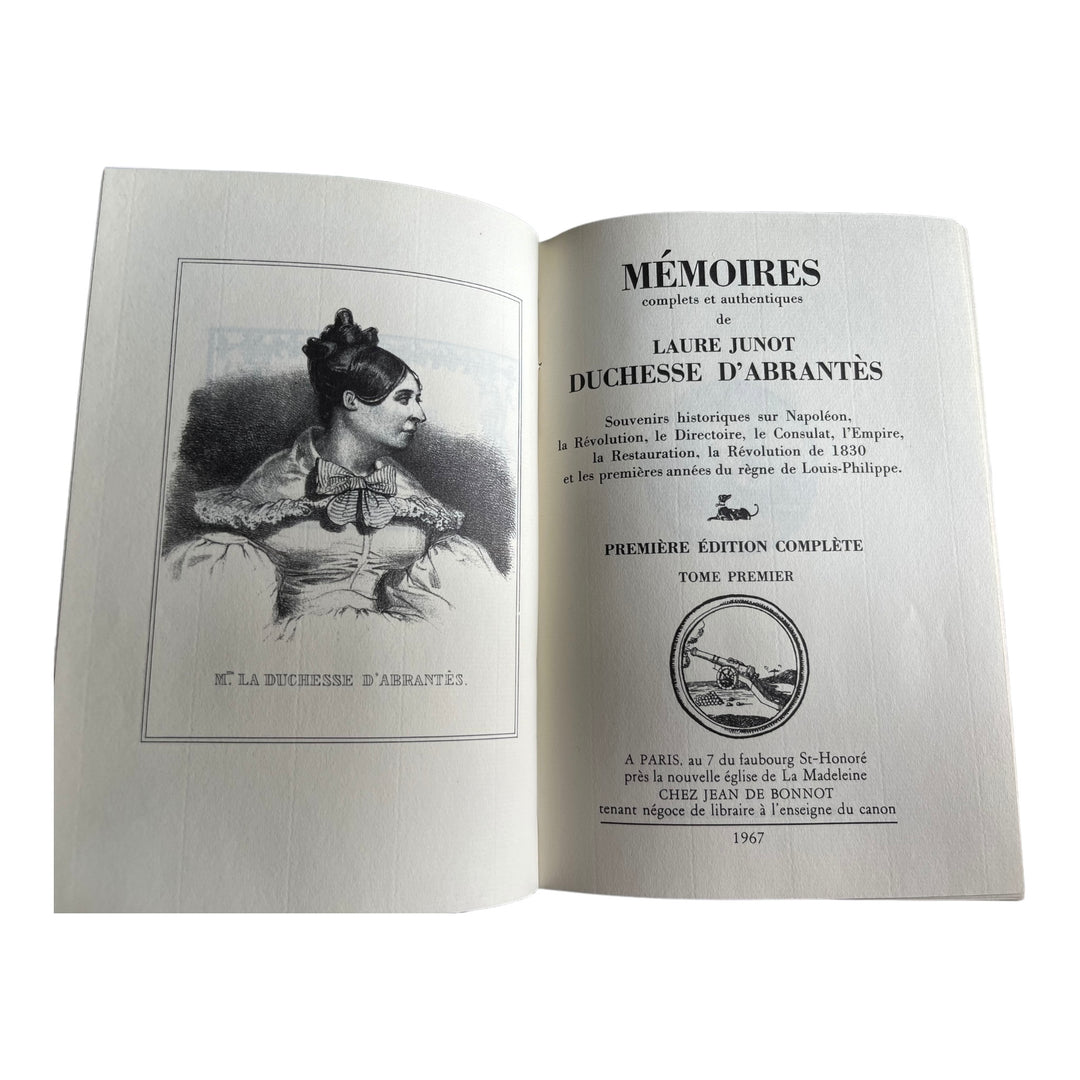 Mme. LA DUCHESSE D'ABRANTÈS.
MÉMOIRES
complets et authentiques
de
LAURE JUNOT
DUCHESSE D'ABRANTÈS
Souvenirs historiques sur Napoléon,
la Révolution, le Directoire, le Consulat, l'Empire,
la Restauration, la Révolution de 1830
et les premières années du règne de Louis-Philippe.
PREMIÈRE ÉDITION COMPLÈTE
TOME PREMIER
A PARIS, au 7 du faubourg St-Honoré
près la nouvelle église de La Madeleine
CHEZ JEAN DE BONNOT
tenant négoce de libraire à l'enseigne du canon
1967